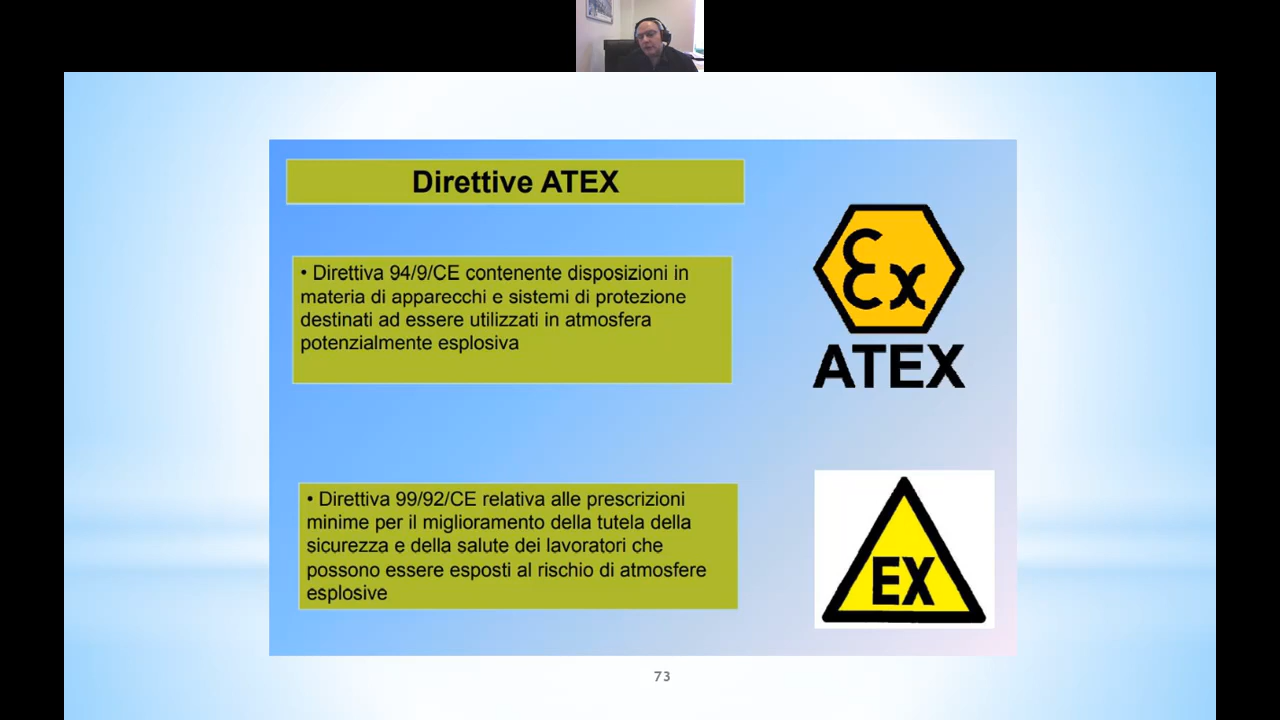 Direttive ATEX
• Direttiva 94/9/CE contenente disposizioni in
materia di apparecchi e sistemi di protezione
destinati ad essere utilizzati in atmosfera
potenzialmente esplosiva
Ex
ATEX
• Direttiva 99/92/CE relativa alle prescrizioni
minime per il miglioramento della tutela della
sicurezza e della salute dei lavoratori che
possono essere esposti al rischio di atmosfere
esplosive
EX
73